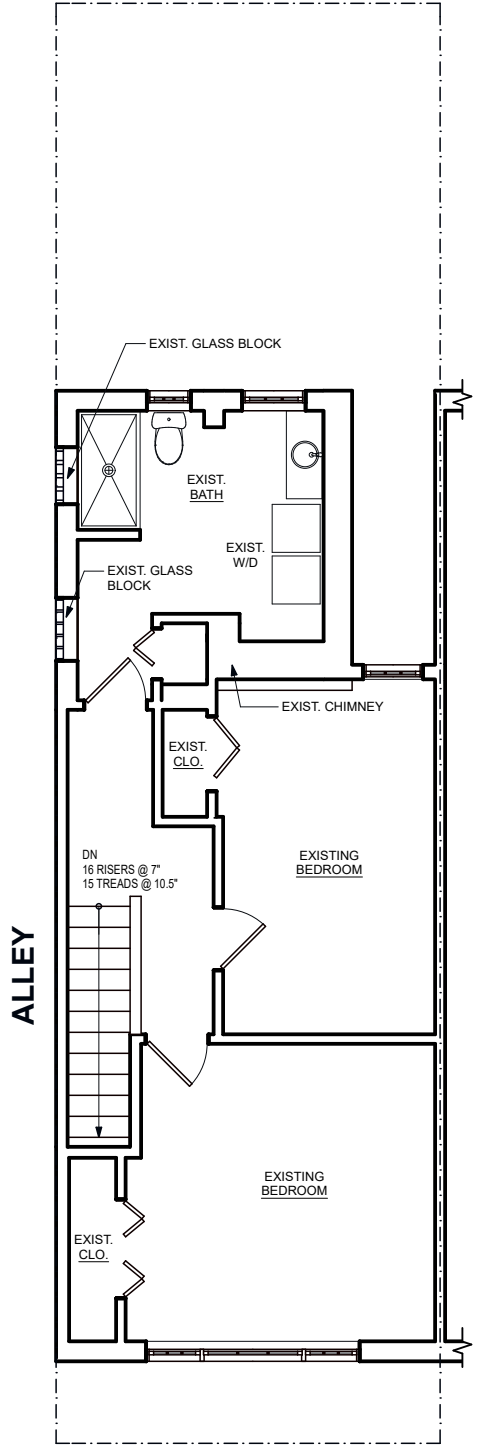 EXIST. GLASS BLOCK
EXIST.
BATH
EXIST.
W/D
EXIST. GLASS
BLOCK
EXIST. CHIMNEY
EXIST.
CLO.
DN
16 RISERS @ 7"
15 TREADS @ 10.5"
EXISTING
BEDROOM
ALLEY
EXISTING
BEDROOM
EXIST.
CLO.